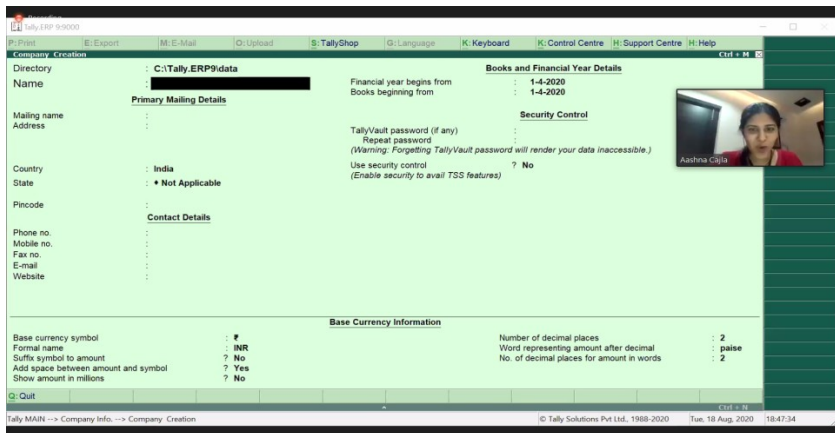 Recording
Tally.ERP 9:9000
P: Print E: Export M: E-Mail O: Upload S: TallyShop G: Language K: Keyboard K: Control Centre H: Support Centre H: Help
Company Creation Ctrl + M
Directory : C:\Tally.ERP9\data
Name :
Primary Mailing Details
Mailing name :
Address :
Country : India
State : ♦ Not Applicable
Pincode :
Contact Details
Phone no. :
Mobile no. :
Fax no. :
E-mail :
Website :
Books and Financial Year Details
Financial year begins from : 1-4-2020
Books beginning from : 1-4-2020
Security Control
TallyVault password (if any) :
Repeat password :
(Warning: Forgetting TallyVault password will render your data inaccessible.)
Use security control ? No
(Enable security to avail TSS features)
Aashna Cajla
Base Currency Information
Base currency symbol : ₹
Formal name : INR
Suffix symbol to amount ? No
Add space between amount and symbol ? Yes
Show amount in millions ? No
Number of decimal places : 2
Word representing amount after decimal : paise
No. of decimal places for amount in words : 2
Q: Quit
Ctrl + N
Tally MAIN --> Company Info. --> Company Creation © Tally Solutions Pvt Ltd., 1988-2020 Tue, 18 Aug, 2020 18:47:34